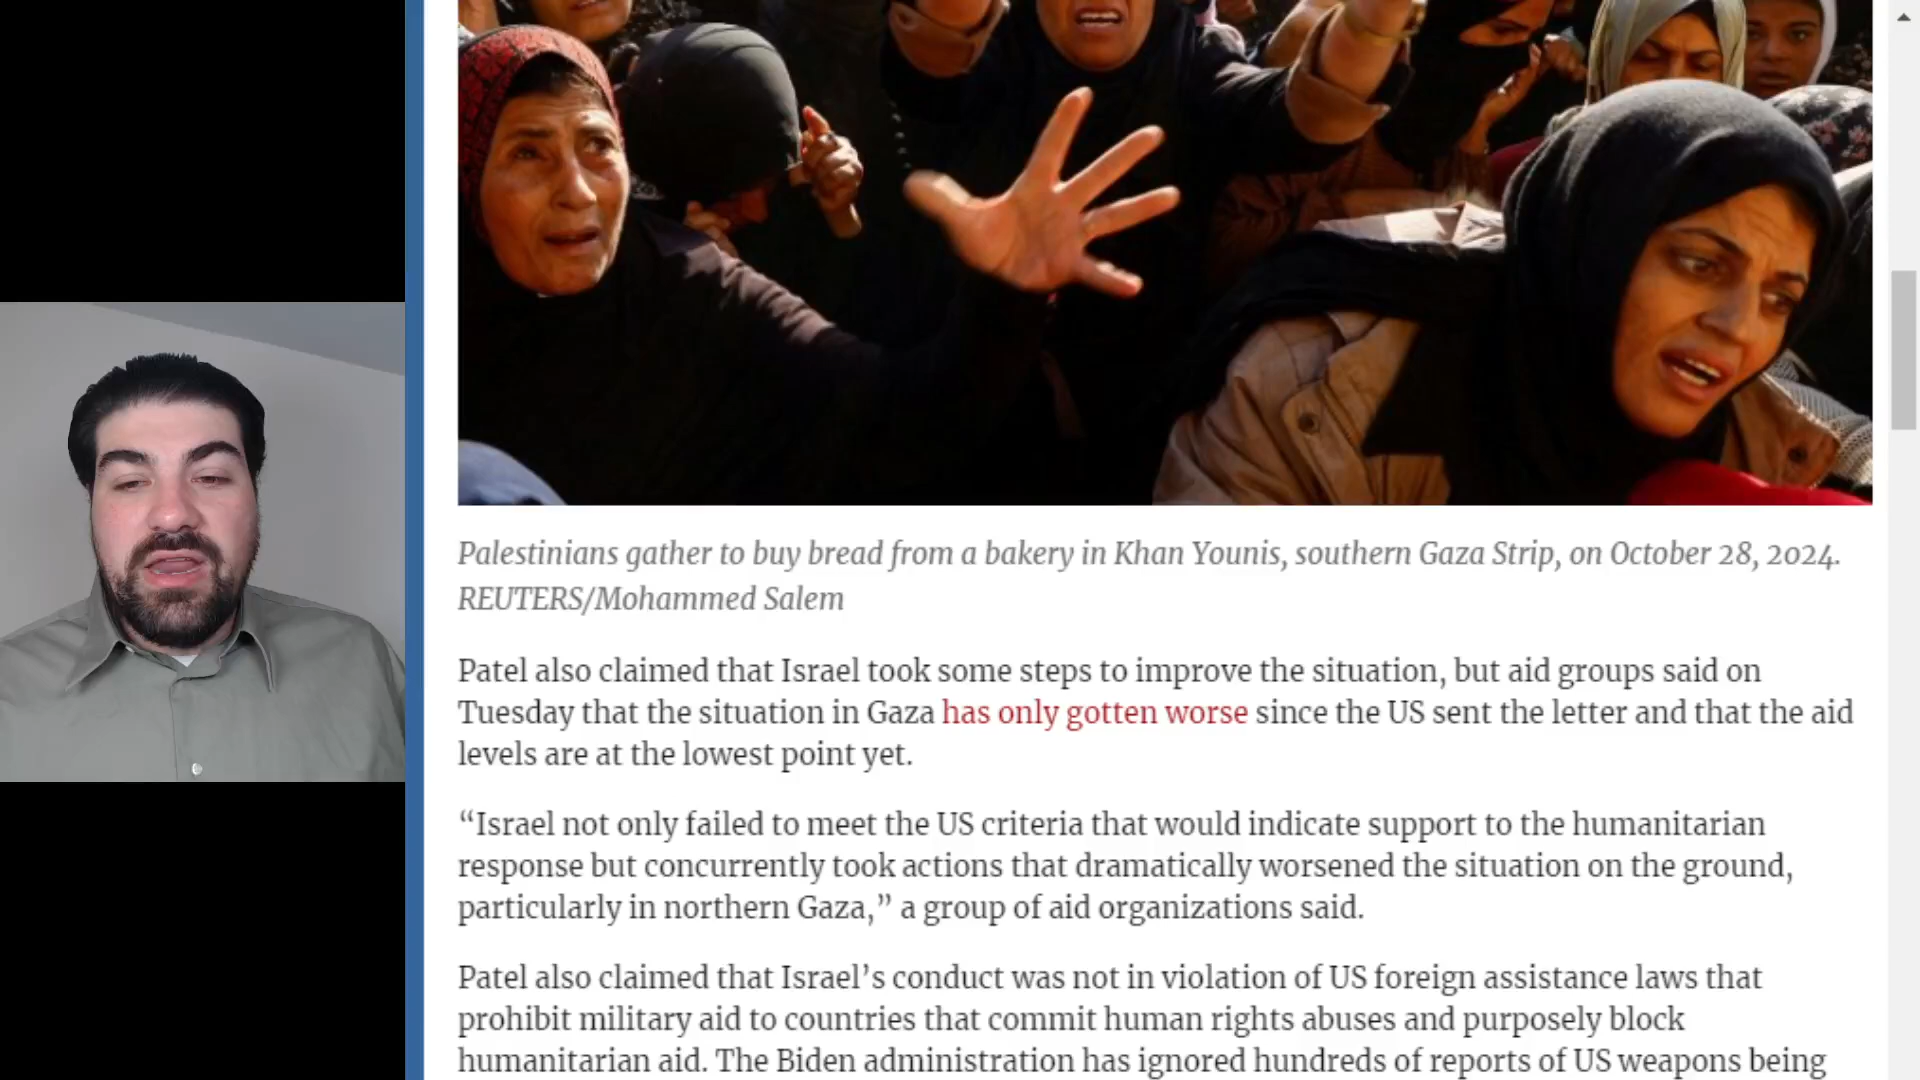 Palestinians gather to buy bread from a bakery in Khan Younis, southern Gaza Strip, on October 28, 2024.
REUTERS/Mohammed Salem
Patel also claimed that Israel took some steps to improve the situation, but aid groups said on
Tuesday that the situation in Gaza has only gotten worse since the US sent the letter and that the aid
levels are at the lowest point yet.
“Israel not only failed to meet the US criteria that would indicate support to the humanitarian
response but concurrently took actions that dramatically worsened the situation on the ground,
particularly in northern Gaza,” a group of aid organizations said.
Patel also claimed that Israel’s conduct was not in violation of US foreign assistance laws that
prohibit military aid to countries that commit human rights abuses and purposely block
humanitarian aid. The Biden administration has ignored hundreds of reports of US weapons being